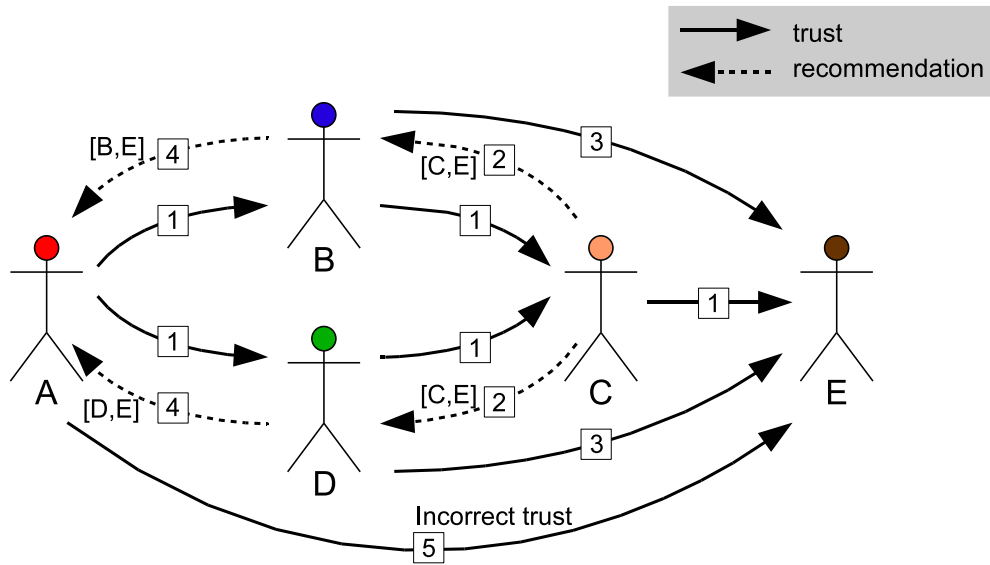 trust
recommendation
[B,E]
4
[C,E]
2
3
1
1
B
1
1
1
A
C
E
[D,E]
4
[C,E]
2
3
D
Incorrect trust
5